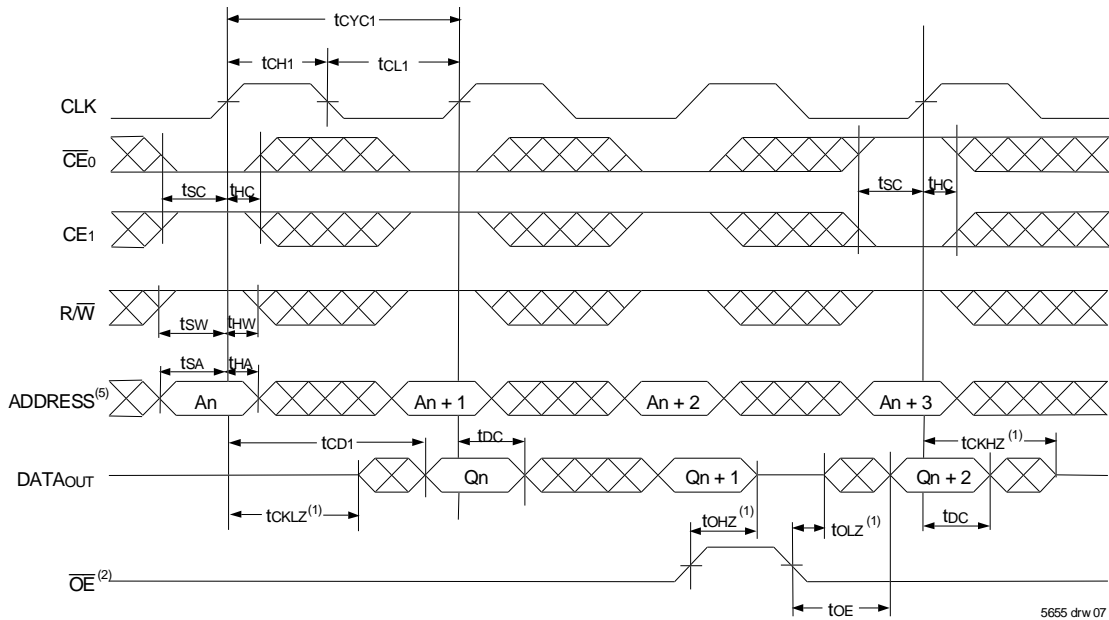 tCYC1
tCH1
tCL1
CLK
CE0
tSC
tHC
tSC
tHC
CE1
R/W
tSW
tHW
tSA
tHA
ADDRESS(5)
An
An + 1
An + 2
An + 3
tCD1
tDC
tCKHZ(1)
DATAOUT
Qn
Qn + 1
Qn + 2
tCKLZ(1)
tOHZ(1)
tOLZ(1)
tDC
OE(2)
tOE
5655 drw 07